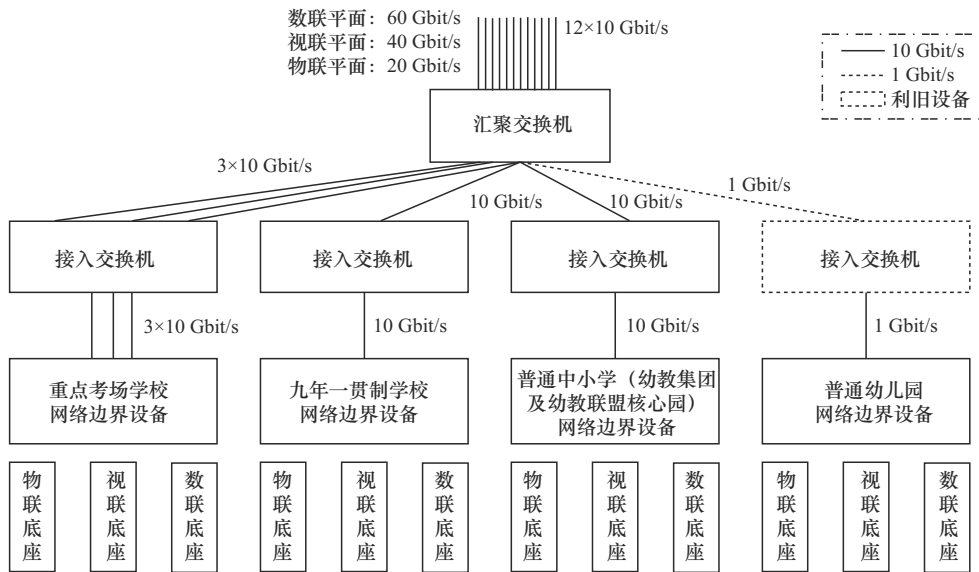 数联平面：60 Gbit/s
视联平面：40 Gbit/s
物联平面：20 Gbit/s
12×10 Gbit/s
10 Gbit/s
1 Gbit/s
利旧设备
汇聚交换机
3×10 Gbit/s
10 Gbit/s
10 Gbit/s
1 Gbit/s
接入交换机
接入交换机
接入交换机
接入交换机
3×10 Gbit/s
10 Gbit/s
10 Gbit/s
1 Gbit/s
重点考场学校
网络边界设备
九年一贯制学校
网络边界设备
普通中小学（幼教集团
及幼教联盟核心园）
网络边界设备
普通幼儿园
网络边界设备
物联底座
视联底座
数联底座
物联底座
视联底座
数联底座
物联底座
视联底座
数联底座
物联底座
视联底座
数联底座